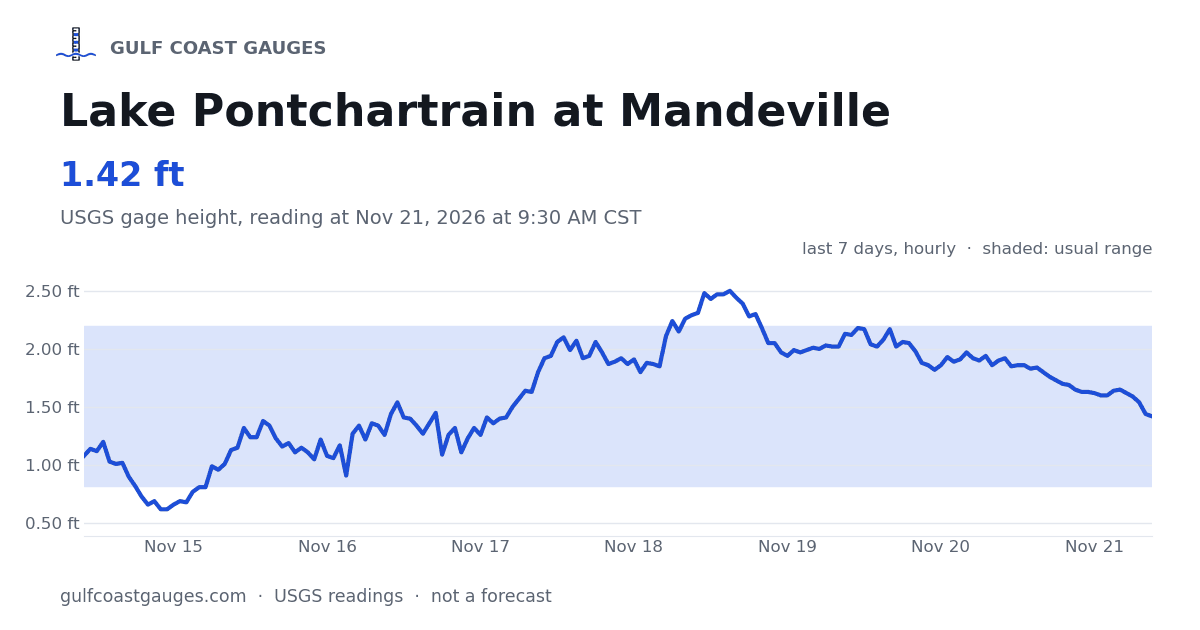 GULF COAST GAUGES
Lake Pontchartrain at Mandeville
1.42 ft
USGS gage height, reading at Nov 21, 2026 at 9:30 AM CST
last 7 days, hourly · shaded: usual range
2.50 ft
2.00 ft
1.50 ft
1.00 ft
0.50 ft
Nov 15 Nov 16 Nov 17 Nov 18 Nov 19 Nov 20 Nov 21
gulfcoastgauges.com · USGS readings · not a forecast